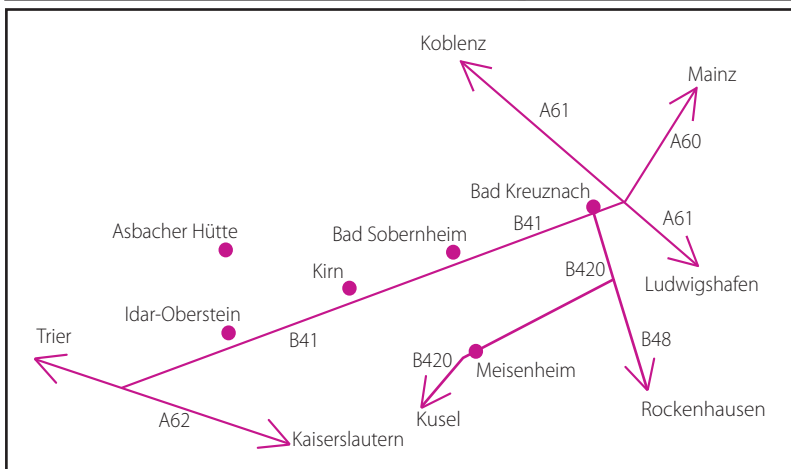 Koblenz
Mainz
A61
A60
Bad Kreuznach
A61
Asbacher Hütte
Bad Sobernheim
B41
Kirn
B420
Ludwigshafen
Idar-Oberstein
Trier
B41
B420
B48
Meisenheim
A62
Kusel
Rockenhausen
Kaiserslautern